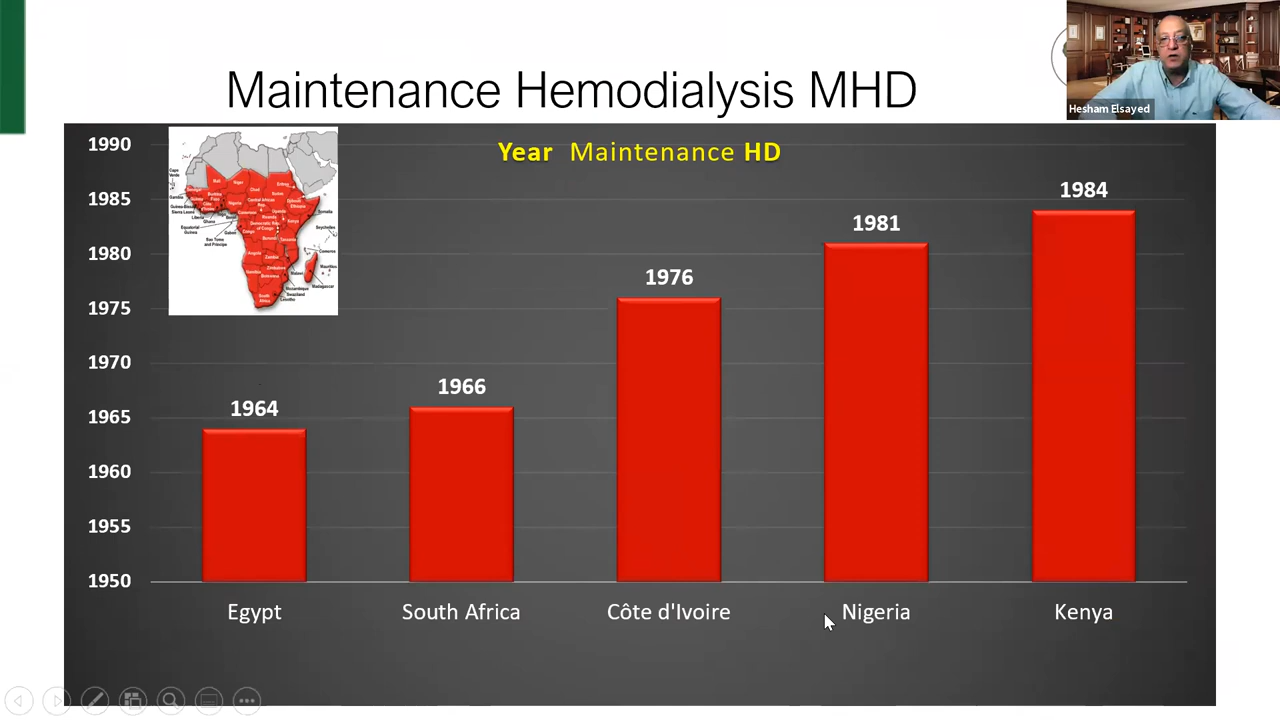 Maintenance Hemodialysis MHD
Hesham Elsayed
Year Maintenance HD
1990
1985
1980
1975
1970
1965
1960
1955
1950
1964
1966
1976
1981
1984
Egypt
South Africa
Côte d'Ivoire
Nigeria
Kenya